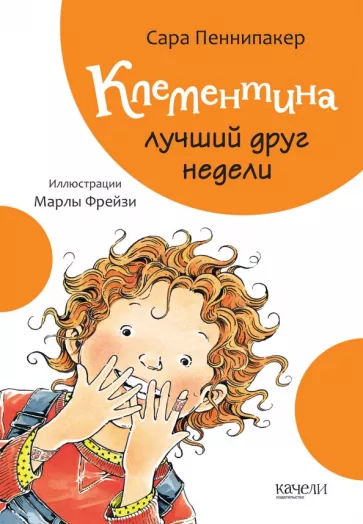 Сара Пеннипакер
Клементина
лучший друг
недели
Иллюстрации
Марлы Фрейзи
КАЧЕЛИ
издательство